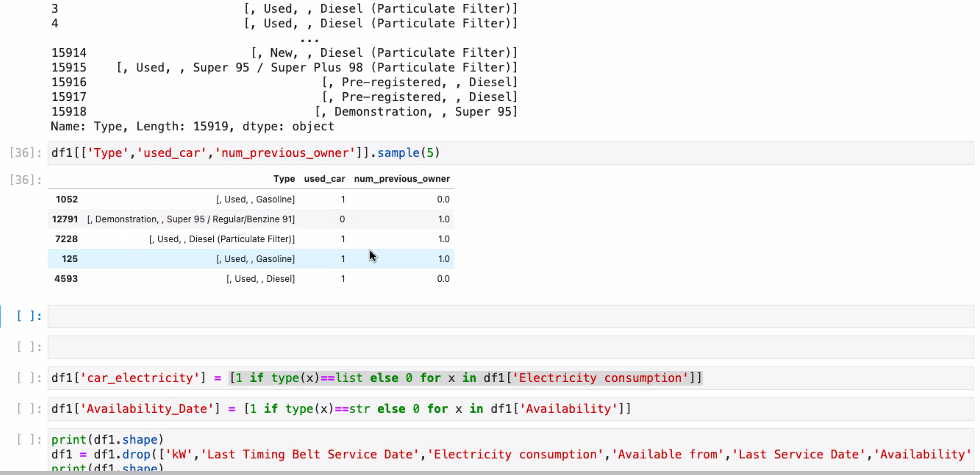 3 [, Used, , Diesel (Particulate Filter)]
4 [, Used, , Diesel (Particulate Filter)]
...
15914 [, New, , Diesel (Particulate Filter)]
15915 [, Used, , Super 95 / Super Plus 98 (Particulate Filter)]
15916 [, Pre-registered, , Diesel]
15917 [, Pre-registered, , Diesel]
15918 [, Demonstration, , Super 95]
Name: Type, Length: 15919, dtype: object
[36]: df1[['Type','used_car','num_previous_owner']].sample(5)
[36]: Type used_car num_previous_owner
1052 [, Used, , Gasoline] 1 0.0
12791 [, Demonstration, , Super 95 / Regular/Benzine 91] 0 1.0
7228 [, Used, , Diesel (Particulate Filter)] 1 1.0
125 [, Used, , Gasoline] 1 1.0
4593 [, Used, , Diesel] 1 0.0
[ ]:
[ ]:
[ ]: df1['car_electricity'] = [1 if type(x)==list else 0 for x in df1['Electricity consumption']]
[ ]: df1['Availability_Date'] = [1 if type(x)==str else 0 for x in df1['Availability']]
[ ]: print(df1.shape)
df1 = df1.drop(['kW','Last Timing Belt Service Date','Electricity consumption','Available from','Last Service Date','Availability'
print(df1.shape)